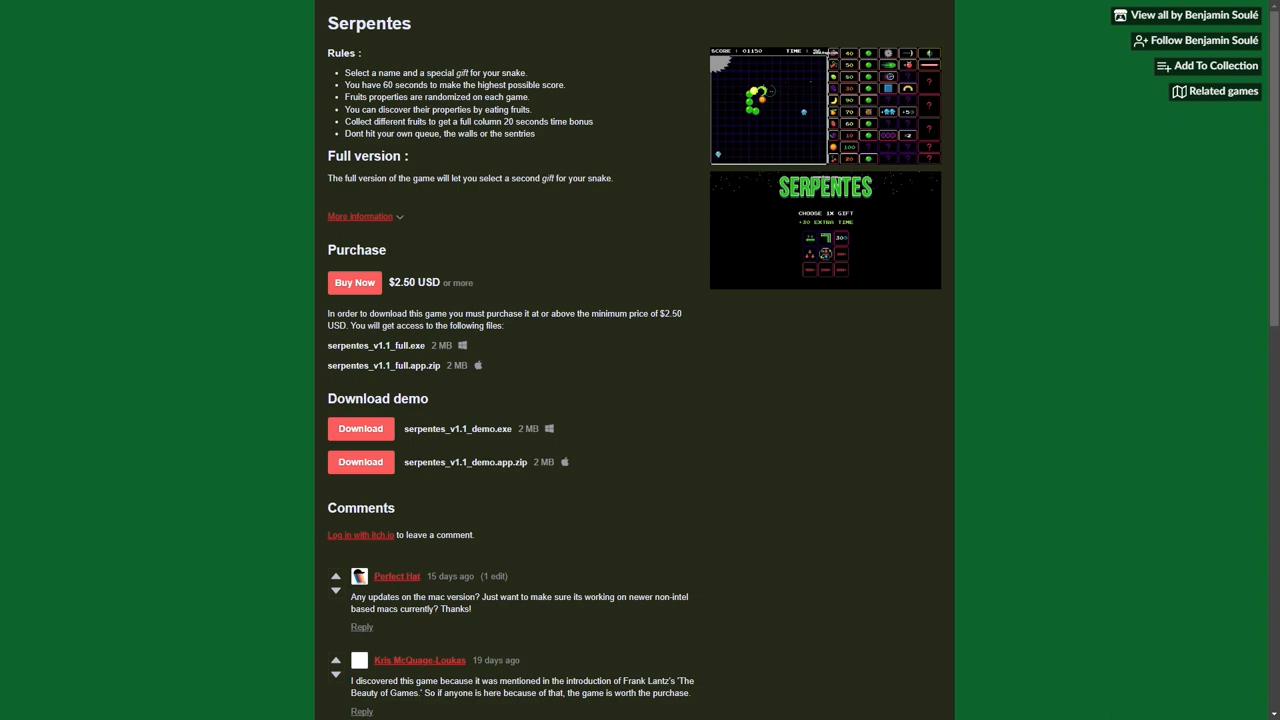 Serpentes
View all by Benjamin Soulé
Follow Benjamin Soulé
Add To Collection
Related games
Rules :
Select a name and a special gift for your snake.
You have 60 seconds to make the highest possible score.
Fruits properties are randomized on each game.
You can discover their properties by eating fruits.
Collect different fruits to get a full column 20 seconds time bonus
Dont hit your own queue, the walls or the sentries
Full version :
The full version of the game will let you select a second gift for your snake.
More information
SCORE : 01150 TIME :
40
50
80
30
90
70
60
10
100
20
SERPENTES
CHOOSE 1X GIFT
+30 EXTRA TIME
Purchase
Buy Now $2.50 USD or more
In order to download this game you must purchase it at or above the minimum price of $2.50
USD. You will get access to the following files:
serpentes_v1.1_full.exe 2 MB
serpentes_v1.1_full.app.zip 2 MB
Download demo
Download serpentes_v1.1_demo.exe 2 MB
Download serpentes_v1.1_demo.app.zip 2 MB
Comments
Log in with itch.io to leave a comment.
Perfect Hat 15 days ago (1 edit)
Any updates on the mac version? Just want to make sure its working on newer non-intel
based macs currently? Thanks!
Reply
Kris McQuage-Loukas 19 days ago
I discovered this game because it was mentioned in the introduction of Frank Lantz's 'The
Beauty of Games.' So if anyone is here because of that, the game is worth the purchase.
Reply